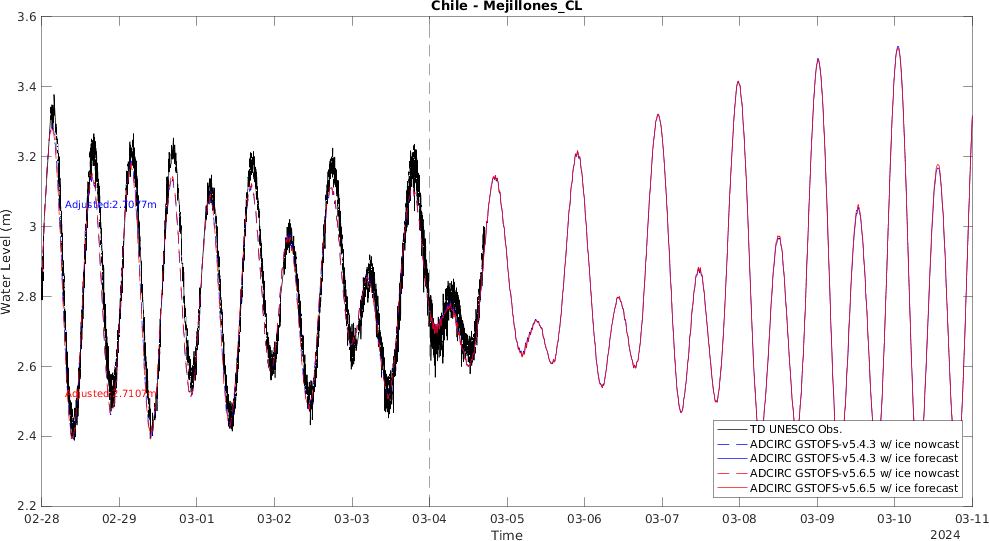 Chile - Mejillones_CL
3.6
3.4
3.2
3
2.8
2.6
2.4
2.2
Water Level (m)
Adjusted:2.7077m
Adjusted:2.7107m
TD UNESCO Obs.
ADCIRC GSTOFS-v5.4.3 w/ ice nowcast
ADCIRC GSTOFS-v5.4.3 w/ ice forecast
ADCIRC GSTOFS-v5.6.5 w/ ice nowcast
ADCIRC GSTOFS-v5.6.5 w/ ice forecast
02-28 02-29 03-01 03-02 03-03 03-04 03-05 03-06 03-07 03-08 03-09 03-10 03-11
Time
2024